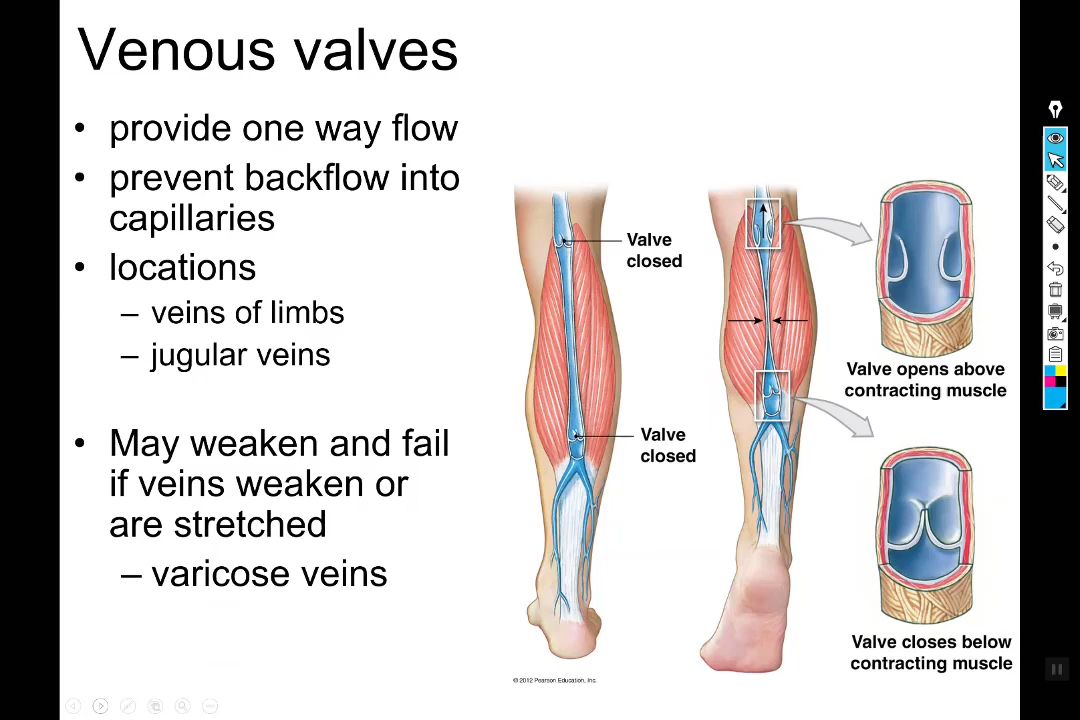 Venous valves
• provide one way flow
• prevent backflow into
capillaries
• locations
– veins of limbs
– jugular veins
• May weaken and fail
if veins weaken or
are stretched
– varicose veins
Valve
closed
Valve
closed
Valve opens above
contracting muscle
Valve closes below
contracting muscle
© 2012 Pearson Education, Inc.